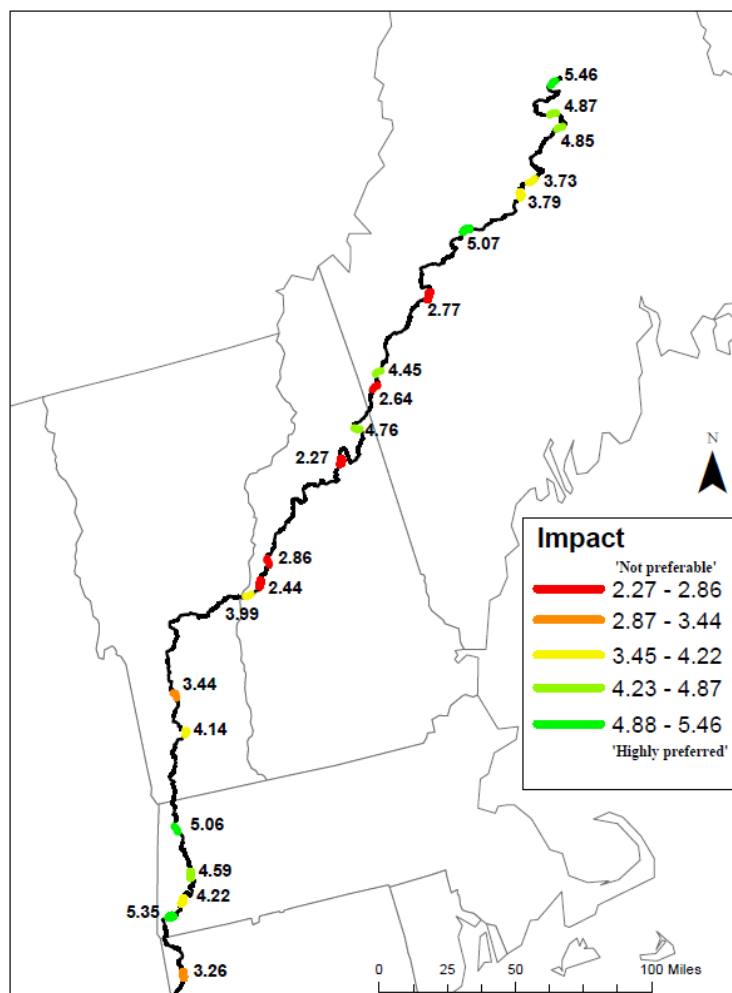 5.46
4.87
4.85
3.73
3.79
5.07
2.77
4.45
2.64
4.76
2.27
2.86
2.44
3.99
3.44
4.14
5.06
4.59
4.22
5.35
3.26
N
Impact
'Not preferable'
2.27 - 2.86
2.87 - 3.44
3.45 - 4.22
4.23 - 4.87
4.88 - 5.46
'Highly preferred'
0 25 50 100 Miles